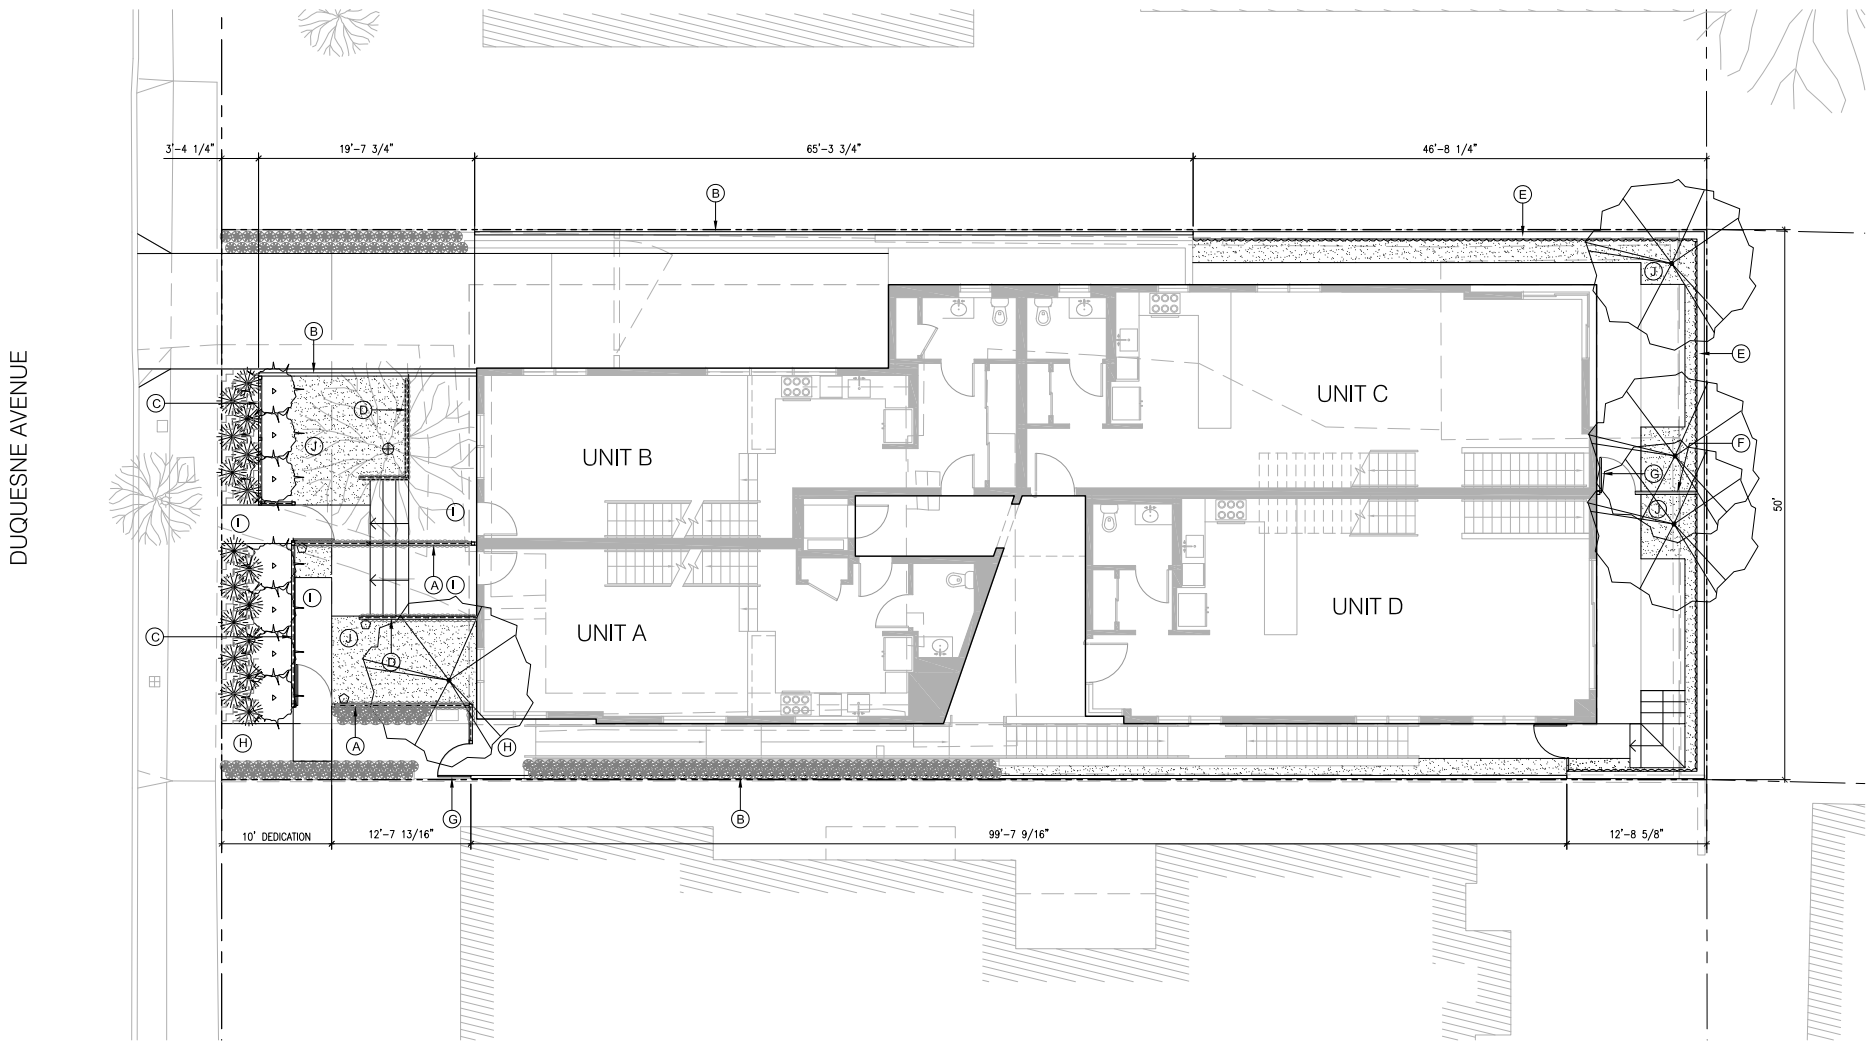 3'-4 1/4"
19'-7 3/4"
65'-3 3/4"
46'-8 1/4"
B
E
J
B
E
DUQUESNE AVENUE
C
D
UNIT C
J
UNIT B
F
G
I
I
J
50'
A
I
I
UNIT D
C
J
UNIT A
D
H
A
H
G
B
10' DEDICATION
12'-7 13/16"
99'-7 9/16"
12'-8 5/8"